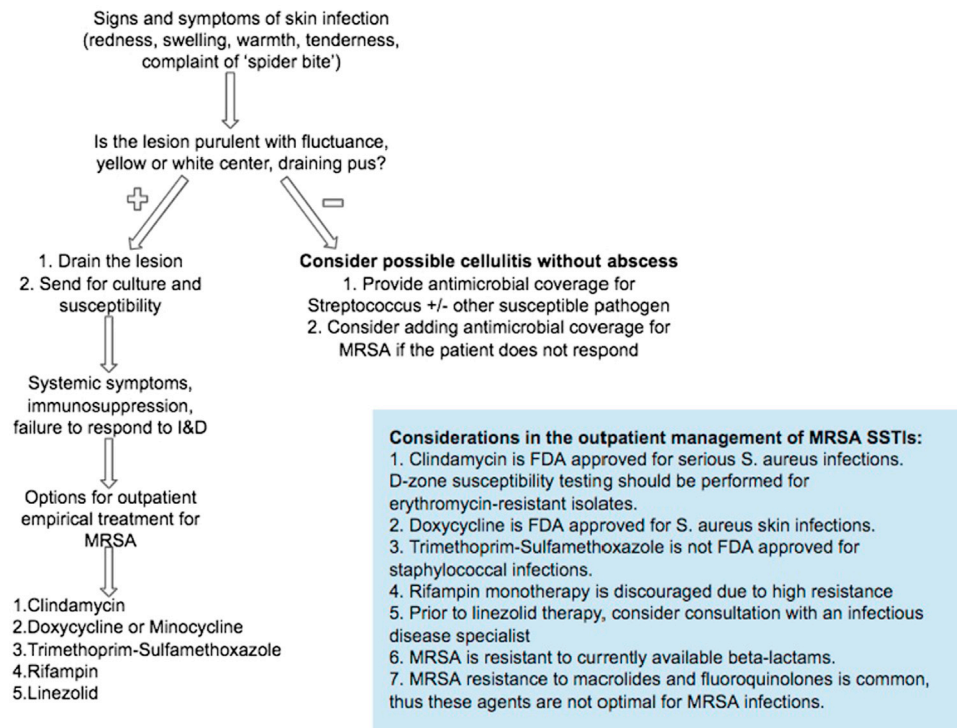 Signs and symptoms of skin infection
(redness, swelling, warmth, tenderness,
complaint of 'spider bite')
Is the lesion purulent with fluctuance,
yellow or white center, draining pus?
+
−
1. Drain the lesion
2. Send for culture and
susceptibility
Consider possible cellulitis without abscess
1. Provide antimicrobial coverage for
Streptococcus +/- other susceptible pathogen
2. Consider adding antimicrobial coverage for
MRSA if the patient does not respond
Systemic symptoms,
immunosuppression,
failure to respond to I&D
Options for outpatient
empirical treatment for
MRSA
1.Clindamycin
2.Doxycycline or Minocycline
3.Trimethoprim-Sulfamethoxazole
4.Rifampin
5.Linezolid
Considerations in the outpatient management of MRSA SSTIs:
1. Clindamycin is FDA approved for serious S. aureus infections.
D-zone susceptibility testing should be performed for
erythromycin-resistant isolates.
2. Doxycycline is FDA approved for S. aureus skin infections.
3. Trimethoprim-Sulfamethoxazole is not FDA approved for
staphylococcal infections.
4. Rifampin monotherapy is discouraged due to high resistance
5. Prior to linezolid therapy, consider consultation with an infectious
disease specialist
6. MRSA is resistant to currently available beta-lactams.
7. MRSA resistance to macrolides and fluoroquinolones is common,
thus these agents are not optimal for MRSA infections.